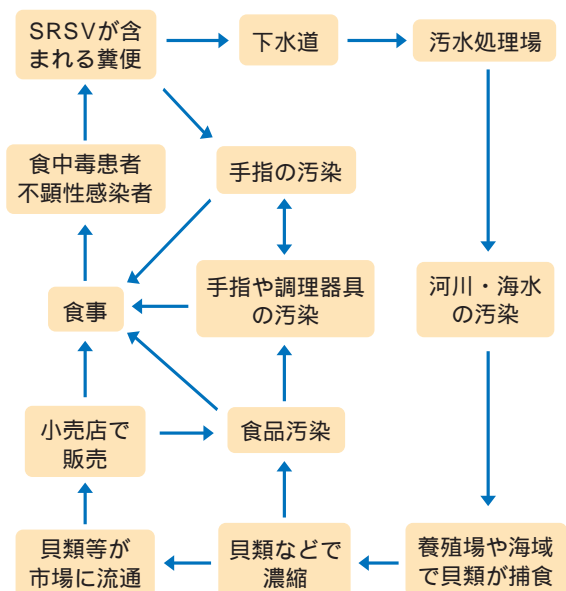 SRSVが含
まれる糞便
下水道
汚水処理場
食中毒患者
不顕性感染者
手指の汚染
食事
手指や調理器具
の汚染
河川・海水
の汚染
小売店で
販売
食品汚染
貝類等が
市場に流通
貝類などで
濃縮
養殖場や海域
で貝類が捕食